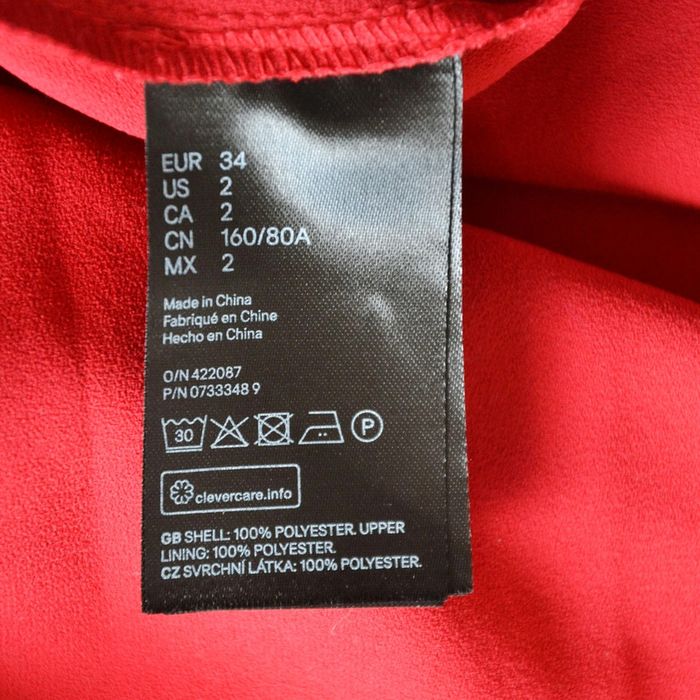 EUR 34
US 2
CA 2
CN 160/80A
MX 2
Made in China
Fabriqué en Chine
Hecho en China
O/N 422087
P/N 0733348 9
30 P
clevercare.info
GB SHELL: 100% POLYESTER. UPPER
LINING: 100% POLYESTER.
CZ SVRCHNÍ LÁTKA: 100% POLYESTER.